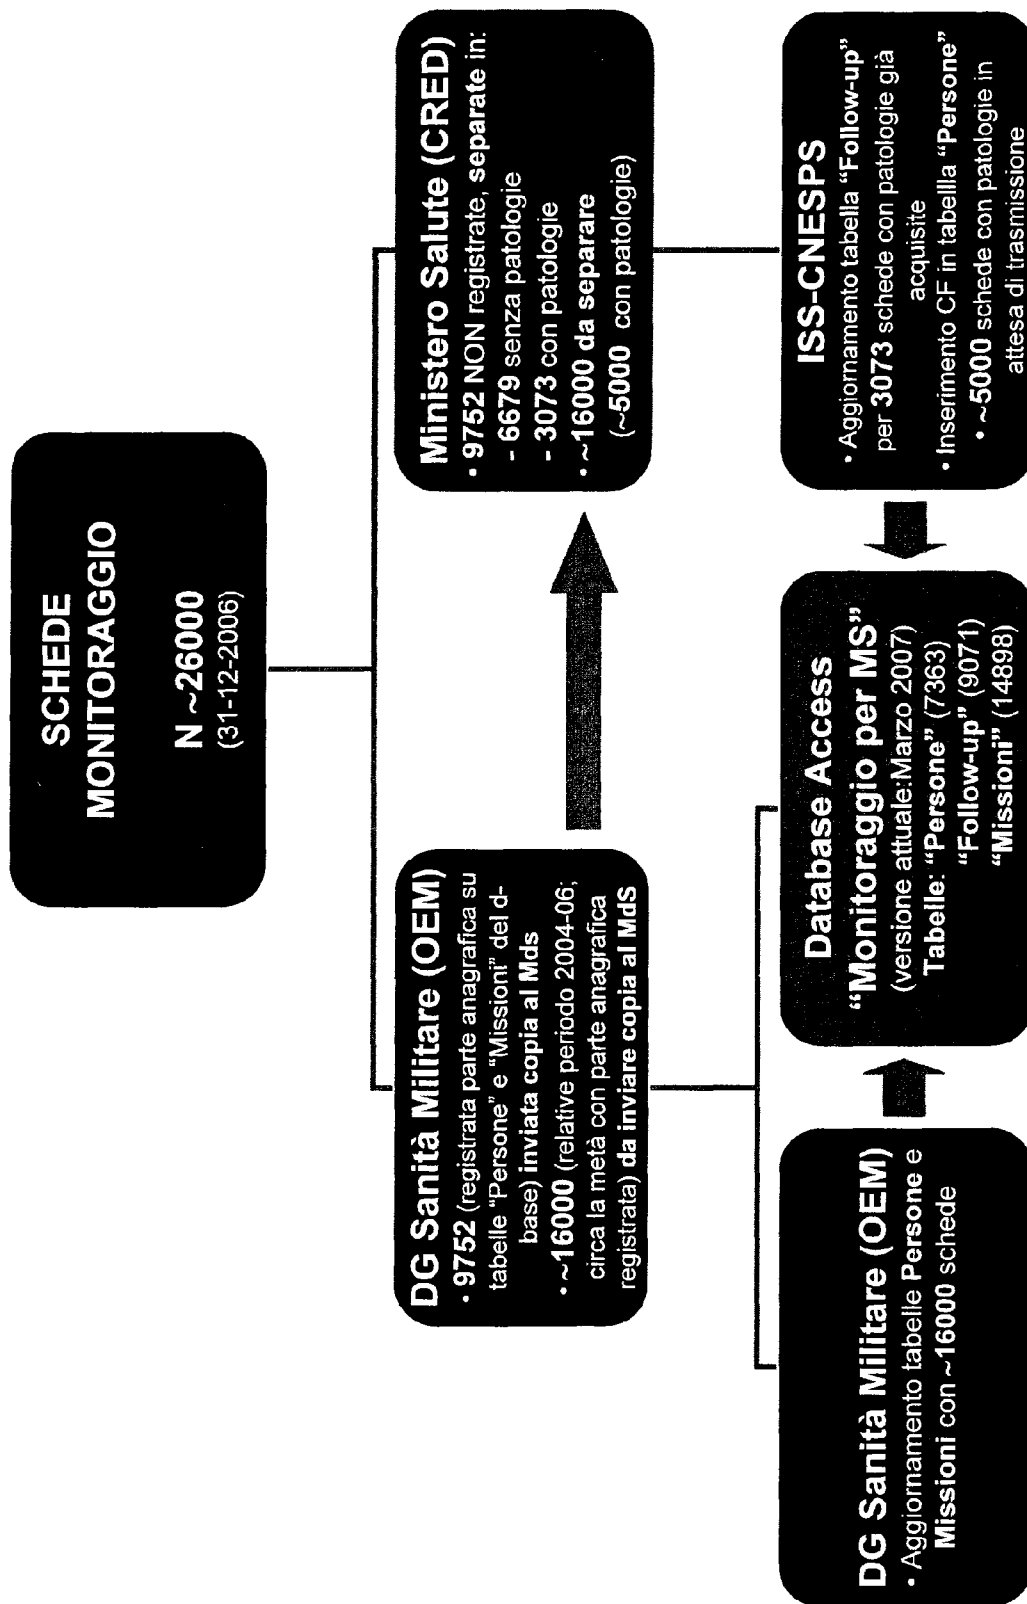 SCHEDE
MONITORAGGIO
N ~26000
(31-12-2006)
DG Sanità Militare (OEM)
• 9752 (registrata parte anagrafica su
tabelle "Persone" e "Missioni" del d-
base) inviata copia al Mds
• ~16000 (relative periodo 2004-06;
circa la metà con parte anagrafica
registrata) da inviare copia al MdS
Ministero Salute (CRED)
• 9752 NON registrate, separate in:
- 6679 senza patologie
- 3073 con patologie
• ~16000 da separare
(~5000 con patologie)
DG Sanità Militare (OEM)
• Aggiornamento tabelle Persone e
Missioni con ~16000 schede
Database Access
"Monitoraggio per MS"
(versione attuale:Marzo 2007)
Tabelle: "Persone" (7363)
"Follow-up" (9071)
"Missioni" (14898)
ISS-CNESPS
• Aggiornamento tabella "Follow-up"
per 3073 schede con patologie già
acquisite
• Inserimento CF in tabellla "Persone"
• ~5000 schede con patologie in
attesa di trasmissione